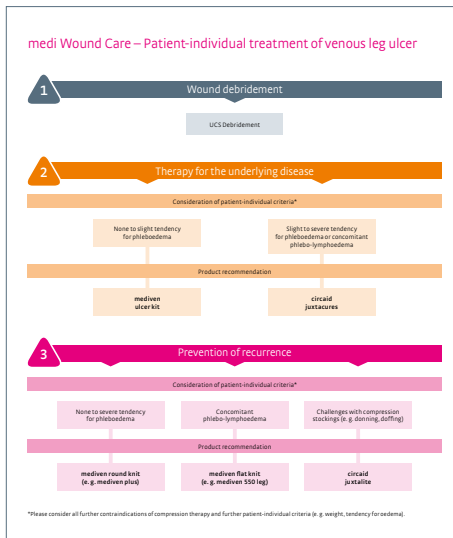 medi Wound Care – Patient-individual treatment of venous leg ulcer
1
Wound debridement
UCS Debridement
2
Therapy for the underlying disease
Consideration of patient-individual criteria*
None to slight tendency
for phleboedema
Slight to severe tendency
for phleboedema or concomitant
phlebo-lymphoedema
Product recommendation
mediven
ulcer kit
circaid
juxtacures
3
Prevention of recurrence
Consideration of patient-individual criteria*
None to severe tendency
for phleboedema
Concomitant
phlebo-lymphoedema
Challenges with compression
stockings (e. g. donning, doffing)
Product recommendation
mediven round knit
(e. g. mediven plus)
mediven flat knit
(e. g. mediven 550 leg)
circaid
juxtalite
*Please consider all further contraindications of compression therapy and further patient-individual criteria (e. g. weight, tendency for oedema).